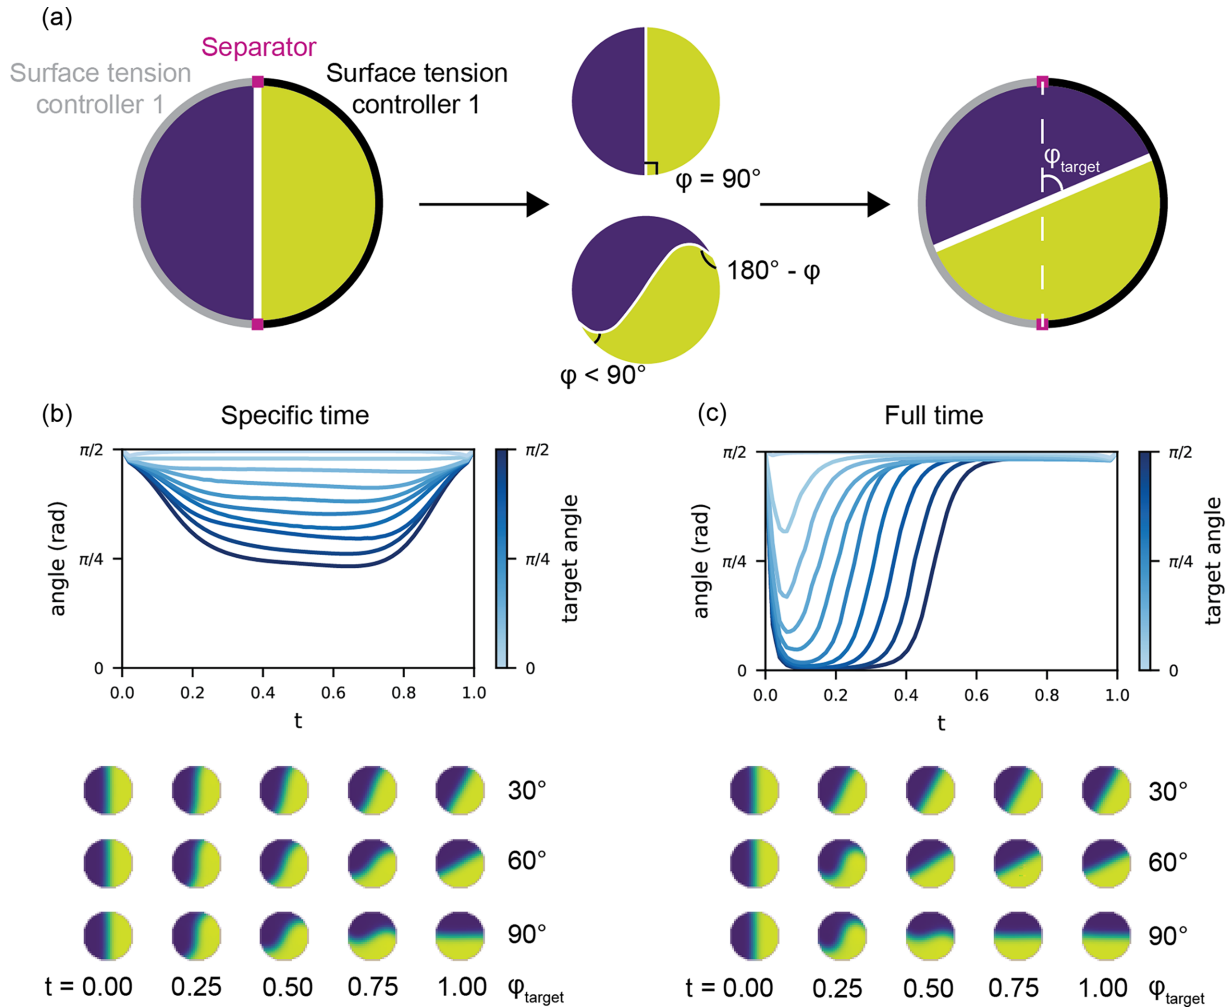 (a)
Separator
Surface tension
controller 1
Surface tension
controller 1
φ = 90°
180° - φ
φ < 90°
φtarget
(b)
Specific time
π/2
π/4
0
angle (rad)
0.0 0.2 0.4 0.6 0.8 1.0
t
π/2
π/4
0
target angle
(c)
Full time
π/2
π/4
0
angle (rad)
0.0 0.2 0.4 0.6 0.8 1.0
t
π/2
π/4
0
target angle
30°
60°
90°
t = 0.00 0.25 0.50 0.75 1.00 φtarget
30°
60°
90°
t = 0.00 0.25 0.50 0.75 1.00 φtarget